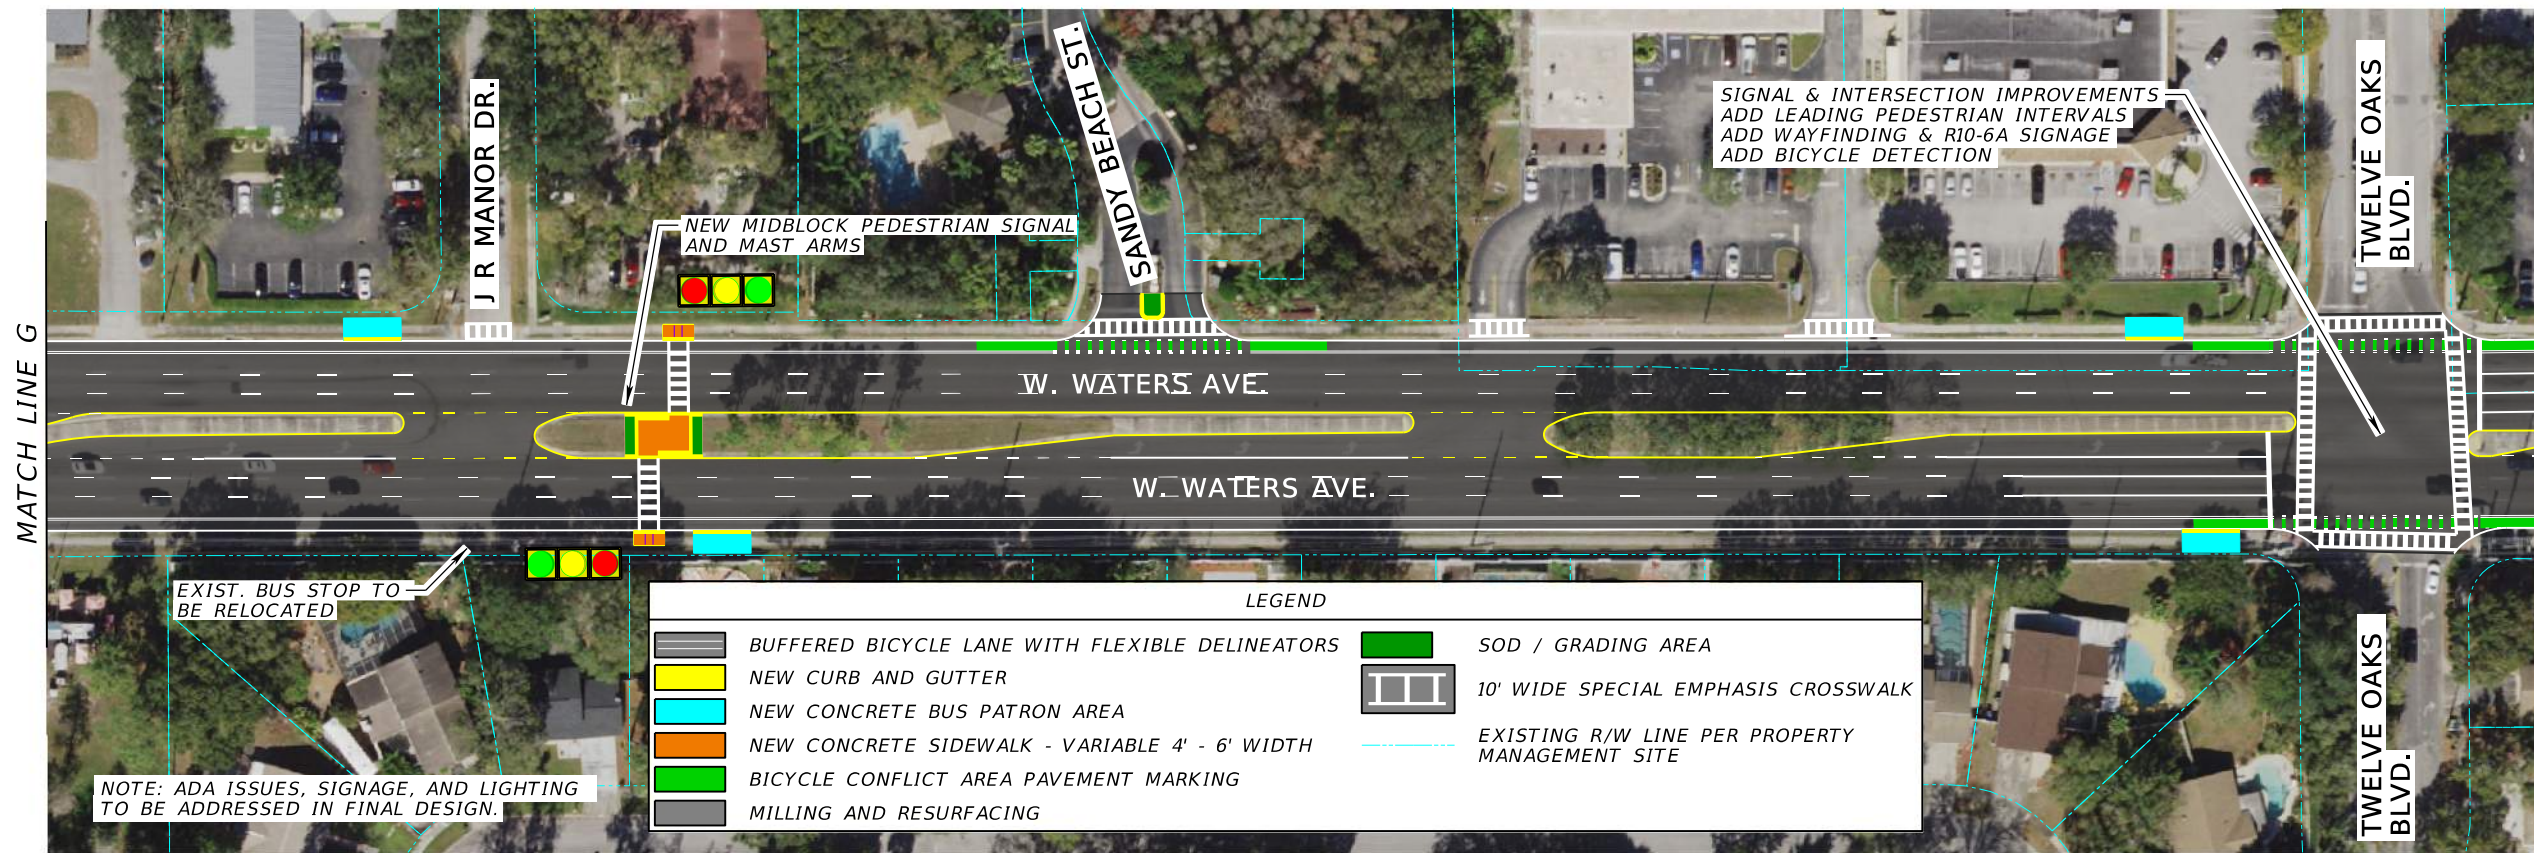 MATCH LINE G
J R MANOR DR.
NEW MIDBLOCK PEDESTRIAN SIGNAL
AND MAST ARMS
SANDY BEACH ST.
SIGNAL & INTERSECTION IMPROVEMENTS
ADD LEADING PEDESTRIAN INTERVALS
ADD WAYFINDING & R10-6A SIGNAGE
ADD BICYCLE DETECTION
TWELVE OAKS
BLVD.
W. WATERS AVE.
W. WATERS AVE.
EXIST. BUS STOP TO
BE RELOCATED
NOTE: ADA ISSUES, SIGNAGE, AND LIGHTING
TO BE ADDRESSED IN FINAL DESIGN.
LEGEND
BUFFERED BICYCLE LANE WITH FLEXIBLE DELINEATORS
NEW CURB AND GUTTER
NEW CONCRETE BUS PATRON AREA
NEW CONCRETE SIDEWALK - VARIABLE 4' - 6' WIDTH
BICYCLE CONFLICT AREA PAVEMENT MARKING
MILLING AND RESURFACING
SOD / GRADING AREA
10' WIDE SPECIAL EMPHASIS CROSSWALK
EXISTING R/W LINE PER PROPERTY
MANAGEMENT SITE
TWELVE OAKS
BLVD.